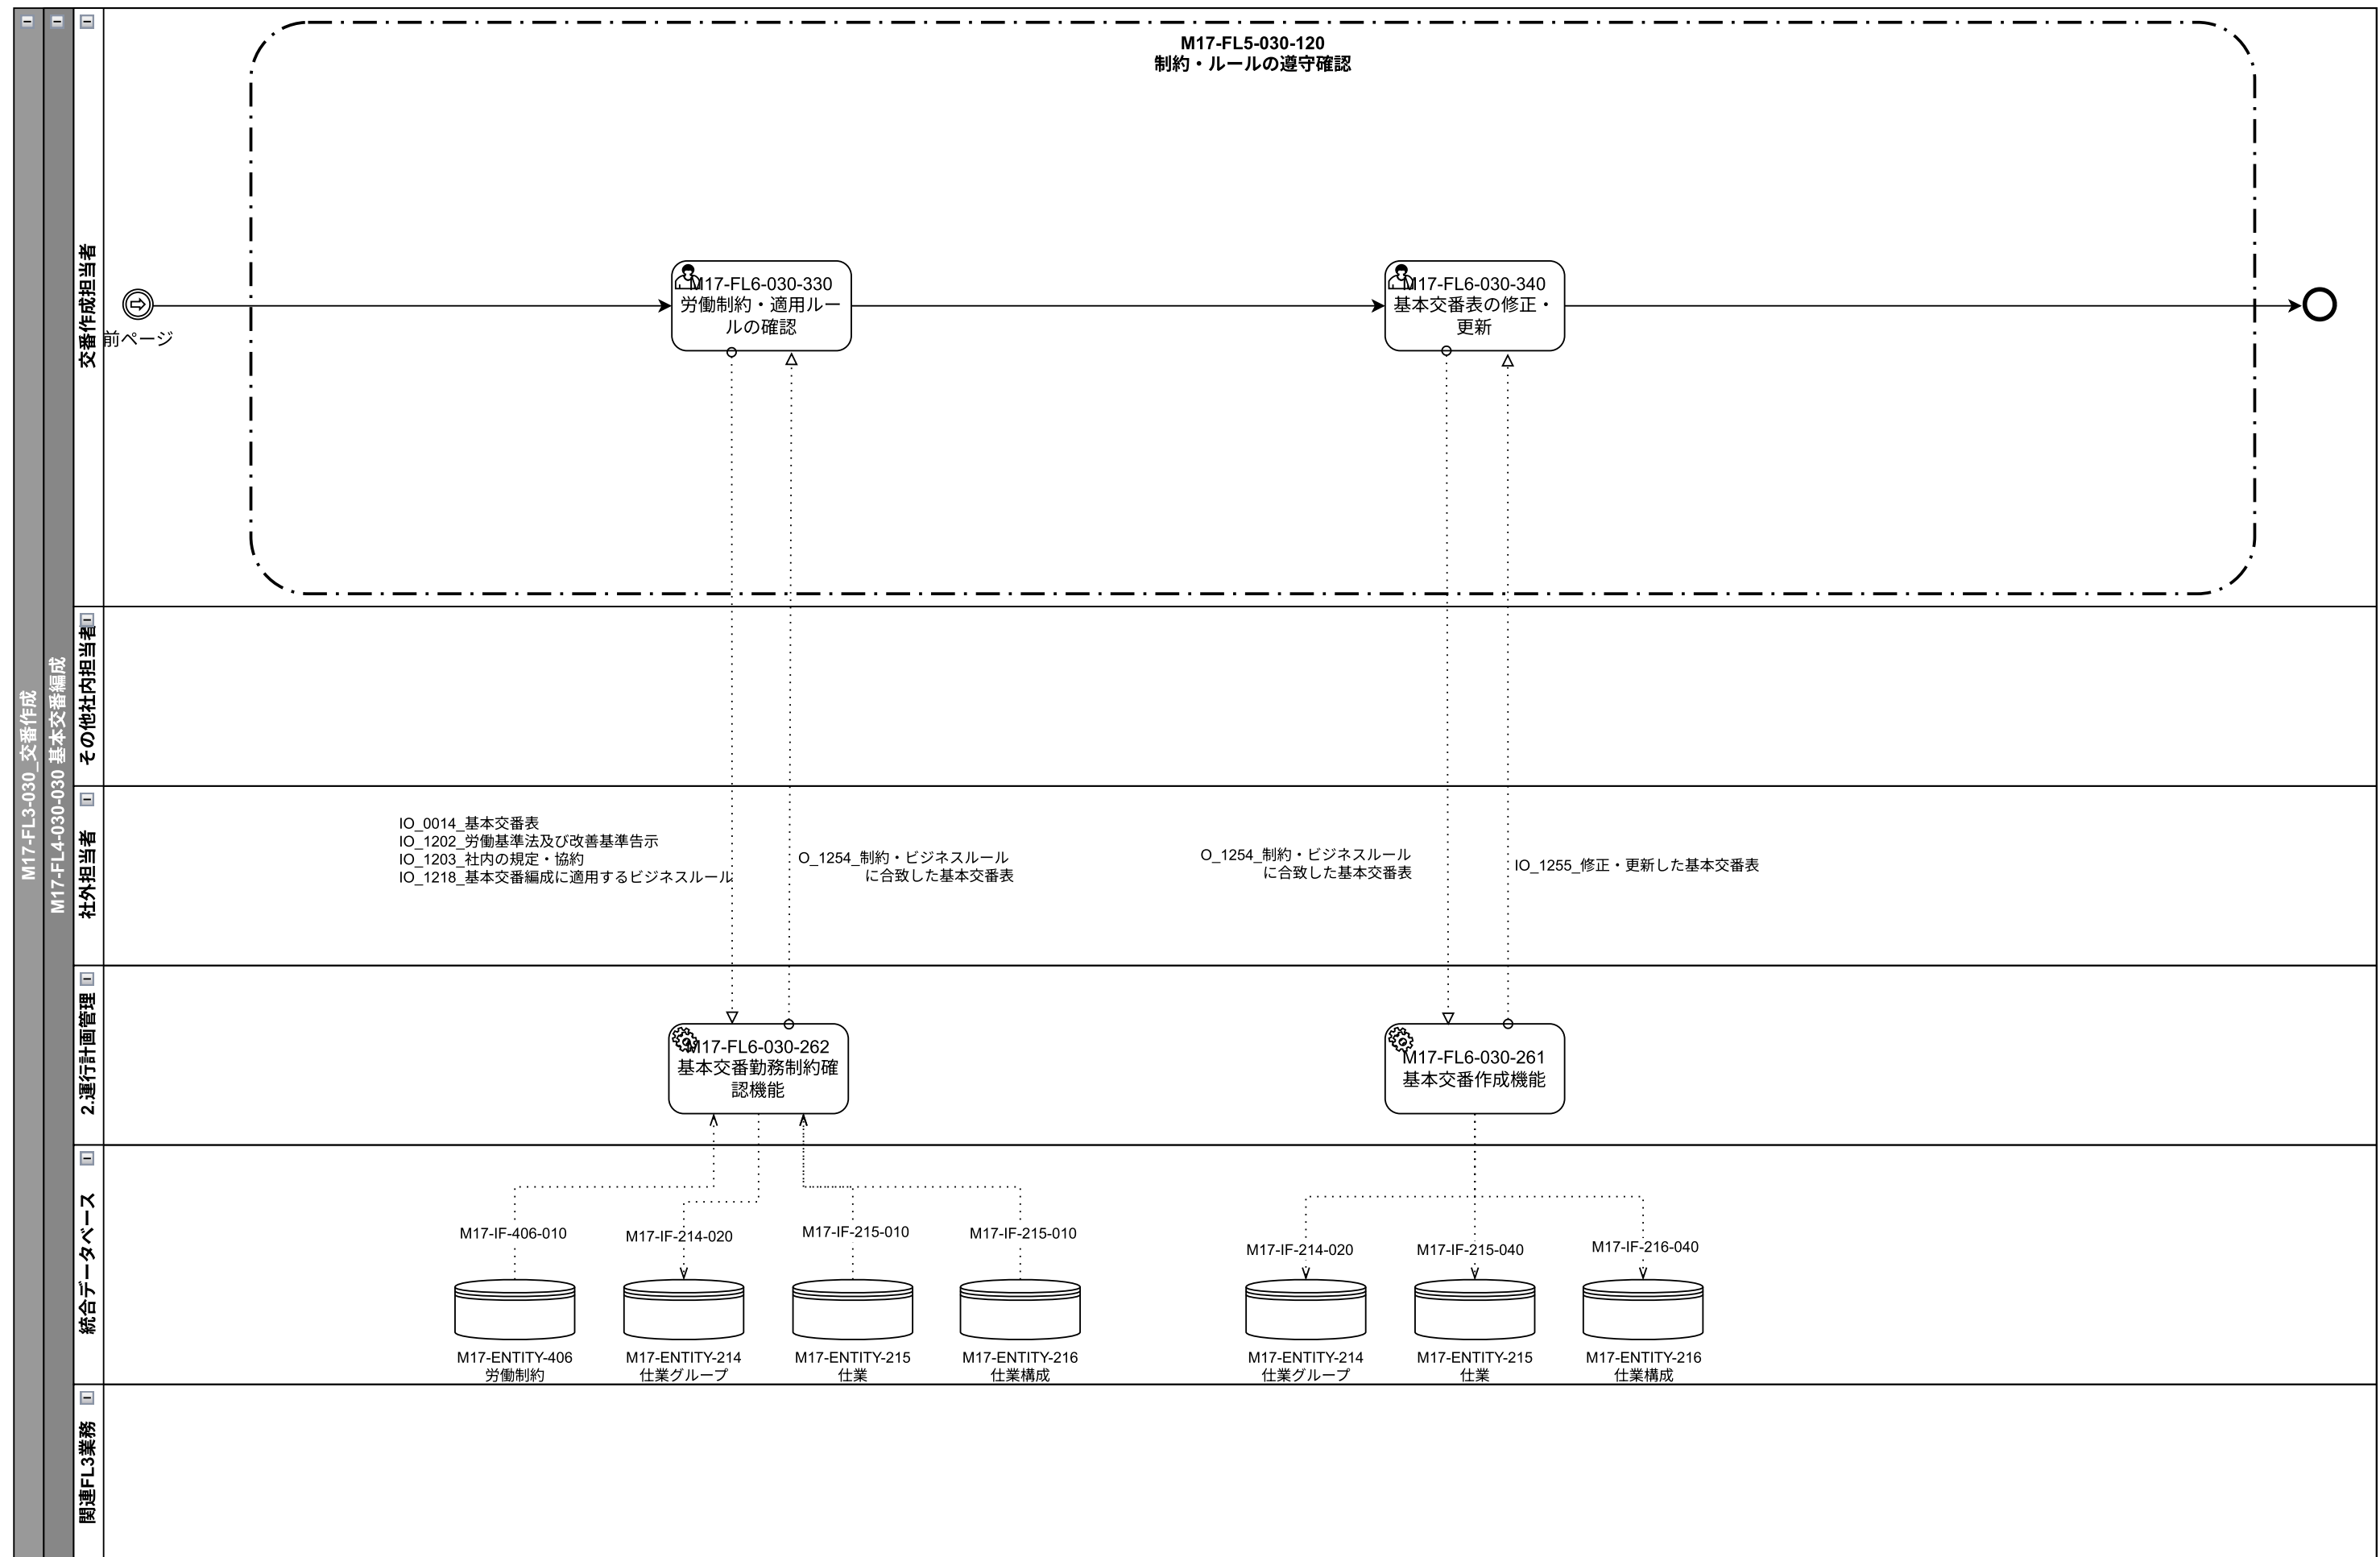 M17-FL3-030_交番作成
M17-FL4-030-030 基本交番編成
交番作成担当者
その他社内担当者
社外担当者
2.運行計画管理
統合データベース
関連FL3業務
M17-FL5-030-120
制約・ルールの遵守確認
前ページ
M17-FL6-030-330
労働制約・適用ルー
ルの確認
M17-FL6-030-340
基本交番表の修正・
更新
IO_0014_基本交番表
IO_1202_労働基準法及び改善基準告示
IO_1203_社内の規定・協約
IO_1218_基本交番編成に適用するビジネスルール
O_1254_制約・ビジネスルール
に合致した基本交番表
O_1254_制約・ビジネスルール
に合致した基本交番表
IO_1255_修正・更新した基本交番表
M17-FL6-030-262
基本交番勤務制約確
認機能
M17-FL6-030-261
基本交番作成機能
M17-IF-406-010
M17-IF-214-020
M17-IF-215-010
M17-IF-215-010
M17-IF-214-020
M17-IF-215-040
M17-IF-216-040
M17-ENTITY-406
労働制約
M17-ENTITY-214
仕業グループ
M17-ENTITY-215
仕業
M17-ENTITY-216
仕業構成
M17-ENTITY-214
仕業グループ
M17-ENTITY-215
仕業
M17-ENTITY-216
仕業構成